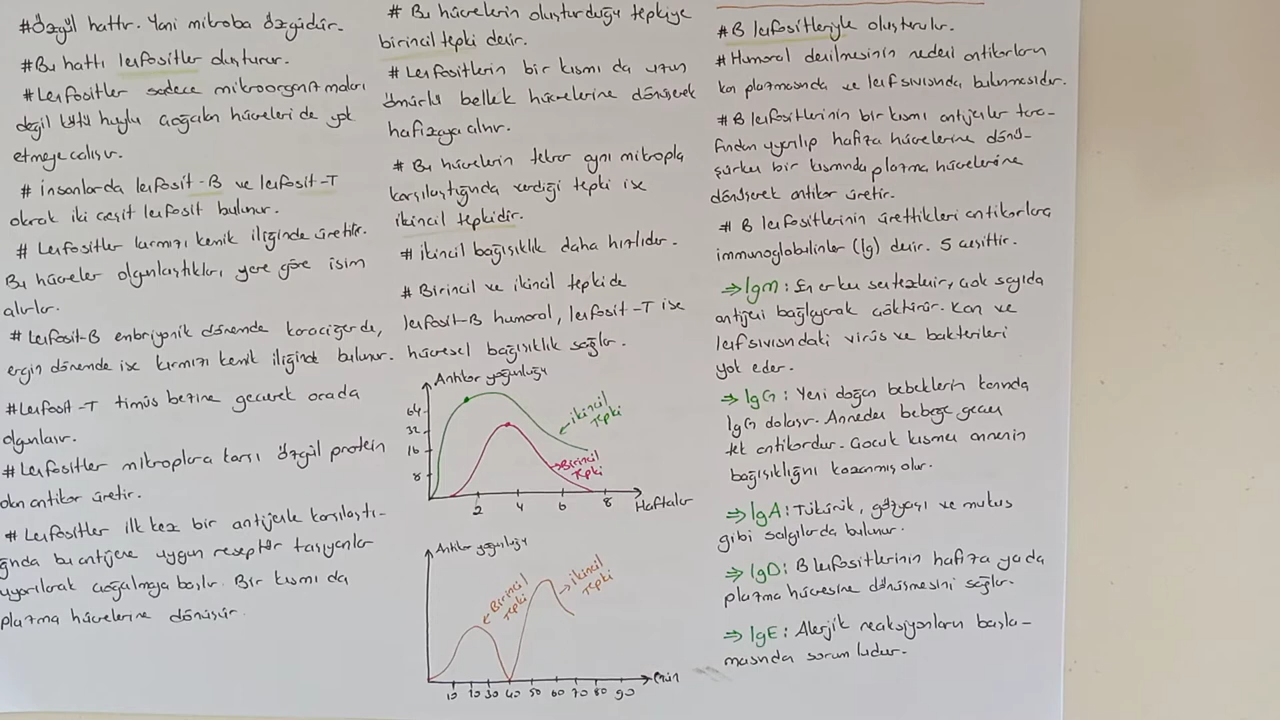 #Özgül hattır. Yani mikroba özgüdür.
#Bu hattı lenfositler oluşturur.
#Lenfositler sadece mikroorganizmaları
değil kötü huylu çoğalan hücreleri de yok
etmeye çalışır.
# İnsanlarda lenfosit-B ve lenfosit-T
olarak iki çeşit lenfosit bulunur.
# Lenfositler kırmızı kemik iliğinde üretilir.
Bu hücreler olgunlaştıkları yere göre isim
alırlar.
# Lenfosit-B embriyonik dönemde karaciğerde,
ergin dönemde ise kırmızı kemik iliğinde bulunur.
#Lenfosit-T timüs bezine geçerek orada
olgunlaşır.
#Lenfositler mikroplara karşı özgül protein
olan antikor üretir.
# Lenfositler ilk kez bir antijenle karşılaştı-
ğında bu antijene uygun reseptör taşıyanlar
uyarılarak çoğalmaya başlar. Bir kısmı da
plazma hücrelerine dönüşür.
# Bu hücrelerin oluşturduğu tepkiye
birincil tepki denir.
# Lenfositlerin bir kısmı da uzun
ömürlü bellek hücrelerine dönüşerek
hafızaya alınır.
# Bu hücrelerin tekrar aynı mikropla
karşılaştığında verdiği tepki ise
ikincil tepkidir.
# İkincil bağışıklık daha hızlıdır.
# Birincil ve ikincil tepkide
lenfosit-B humoral, lenfosit-T ise
hücresel bağışıklık sağlar.
Antikor yoğunluğu
64
32
16
8
İkincil
tepki
Birincil
tepki
2 4 6 8 Haftalar
Antikor yoğunluğu
Birincil
tepki
İkincil
tepki
10 20 30 40 50 60 70 80 90 Gün
#B lenfositleriyle oluşturulur.
# Humoral denilmesinin nedeni antikorların
kan plazmasında ve lenf sıvısında bulunmasıdır.
# B lenfositlerinin bir kısmı antijenler tara-
fından uyarılıp hafıza hücrelerine dönü-
şürken bir kısmında plazma hücrelerine
dönüşerek antikor üretir.
# B lenfositlerinin ürettikleri antikorlara
immunoglobulinler (Ig) denir. 5 çeşittir.
⇒IgM: En erken sentezlenir, çok sayıda
antijeni bağlayarak çöktürür. Kan ve
lenf sıvısındaki virüs ve bakterileri
yok eder.
⇒ IgG: Yeni doğan bebeklerin kanında
IgG dolaşır. Anneden bebeğe geçen
tek antikordur. Çocuk kısmen annenin
bağışıklığını kazanmış olur.
⇒IgA: Tükürük, gözyaşı ve mukus
gibi salgılarda bulunur.
⇒IgD: B lenfositlerinin hafıza ya da
plazma hücresine dönüşmesini sağlar.
⇒IgE: Alerjik reaksiyonların başla-
masında sorumludur.